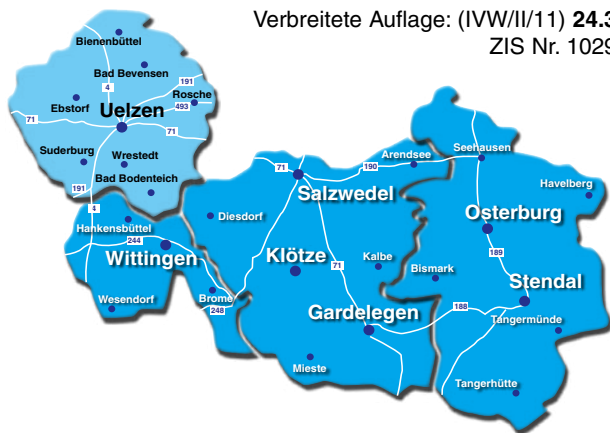 Verbreitete Auflage: (IVW/II/11) 24.3
ZIS Nr. 1029
Bienenbüttel
Bad Bevensen
4
191
Ebstorf
Rosche
493
71
Uelzen
71
Suderburg
Wrestedt
Bad Bodenteich
191
4
Hankensbüttel
244
Wittingen
Wesendorf
Brome
248
71
190
Arendsee
Seehausen
Salzwedel
Havelberg
Diesdorf
Osterburg
189
Klötze
71
Kalbe
Bismark
Stendal
Gardelegen
188
Tangermünde
Mieste
Tangerhütte